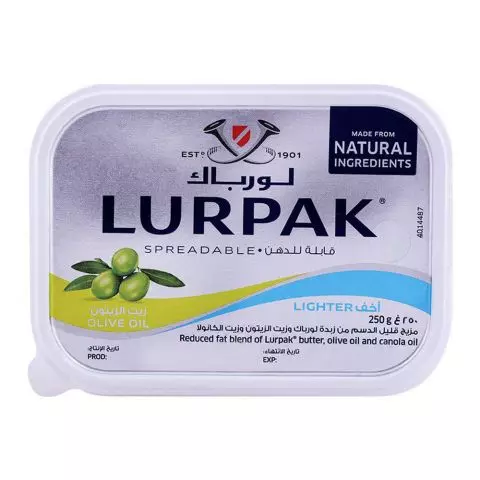 MADE FROM
NATURAL
INGREDIENTS
ESTD 1901
لورباك
LURPAK®
SPREADABLE • قابلة للدهن
4014487
زيت الزيتون
OLIVE OIL
LIGHTER أخف
250 g ٢٥٠ غ
مزيج قليل الدسم من زبدة لورباك وزيت الزيتون وزيت الكانولا
Reduced fat blend of Lurpak® butter, olive oil and canola oil
تاريخ الإنتاج:
PROD:
تاريخ الانتهاء:
EXP: